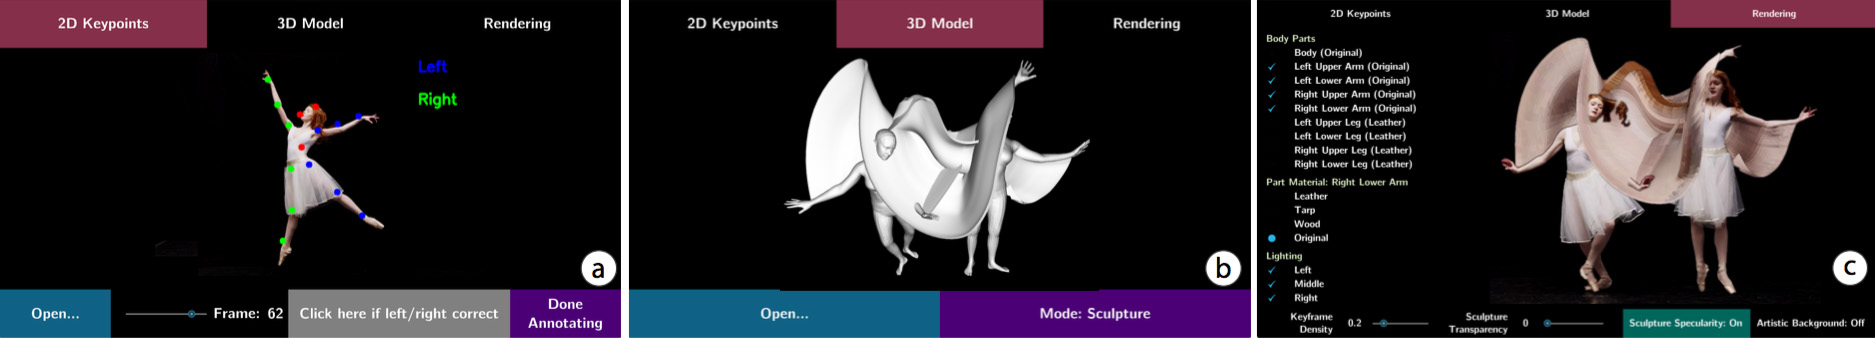 2D Keypoints 3D Model Rendering
Left
Right
a
Open... Frame: 62 Click here if left/right correct Done
Annotating
2D Keypoints 3D Model Rendering
b
Open... Mode: Sculpture
2D Keypoints 3D Model Rendering
Body Parts
Body (Original)
✓ Left Upper Arm (Original)
✓ Left Lower Arm (Original)
✓ Right Upper Arm (Original)
✓ Right Lower Arm (Original)
Left Upper Leg (Leather)
Left Lower Leg (Leather)
Right Upper Leg (Leather)
Right Lower Leg (Leather)
Part Material: Right Lower Arm
Leather
Tarp
Wood
Original
Lighting
✓ Left
✓ Middle
✓ Right
c
Keyframe
Density 0.2
Sculpture
Transparency 0
Sculpture Specularity: On Artistic Background: Off